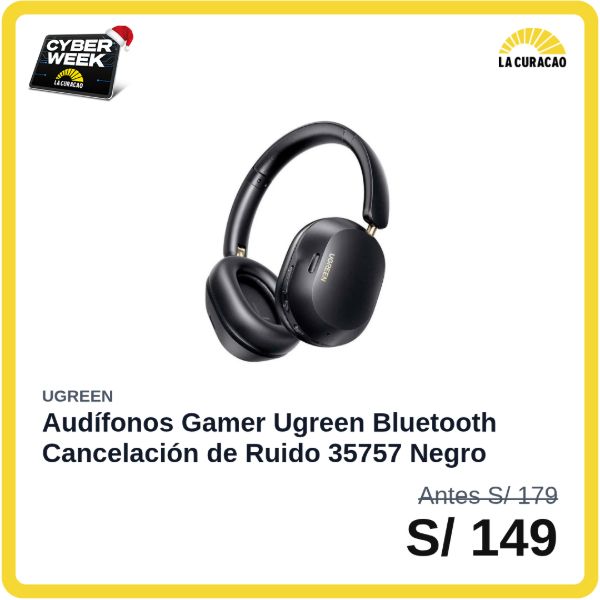 CYBER
WEEK
LA CURACAO
LA CURACAO
UGREEN
UGREEN
Audífonos Gamer Ugreen Bluetooth
Cancelación de Ruido 35757 Negro
Antes S/ 179
S/ 149